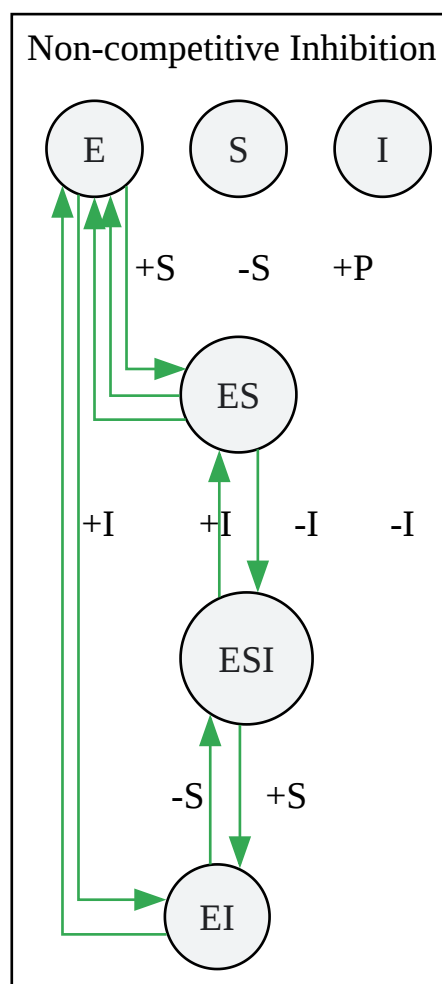 Non-competitive Inhibition
E S I
+S -S +P
ES
+I +I -I -I
ESI
-S +S
EI